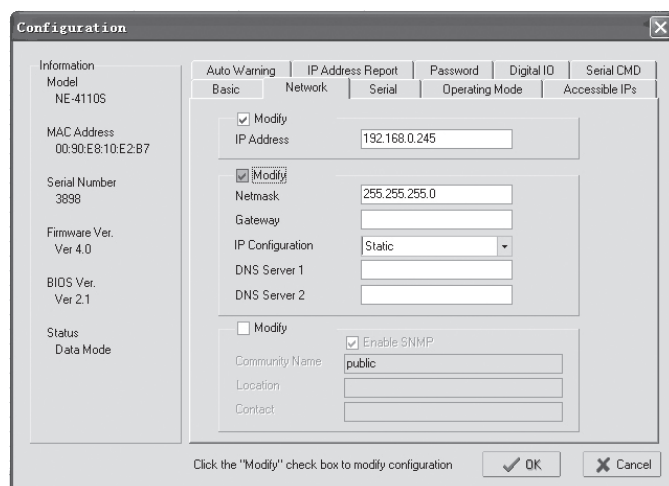 Configuration
Information
Model
NE-4110S
MAC Address
00:90:E8:10:E2:B7
Serial Number
3898
Firmware Ver.
Ver 4.0
BIOS Ver.
Ver 2.1
Status
Data Mode
Auto Warning IP Address Report Password Digital IO Serial CMD
Basic Network Serial Operating Mode Accessible IPs
Modify
IP Address 192.168.0.245
Modify
Netmask 255.255.255.0
Gateway
IP Configuration Static
DNS Server 1
DNS Server 2
Modify
Enable SNMP
Community Name public
Location
Contact
Click the "Modify" check box to modify configuration OK Cancel